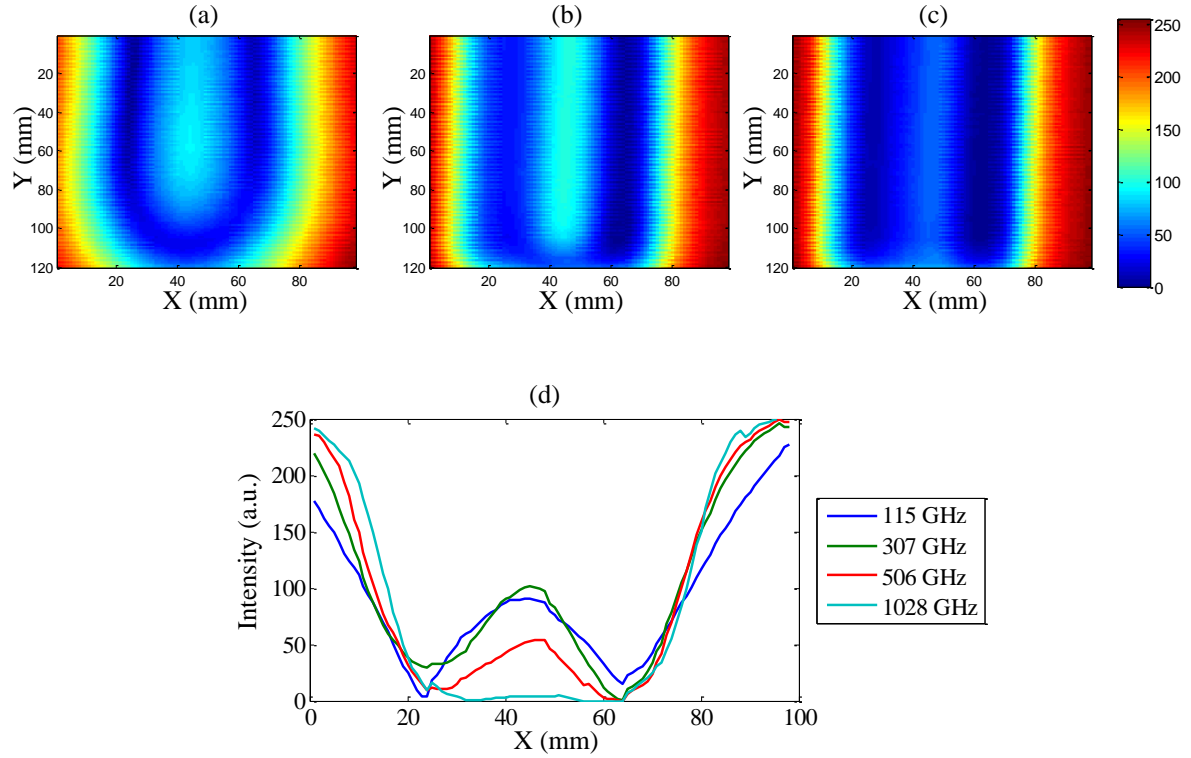 (a) (b) (c)
Y (mm) 20 40 60 80 100 120
20 40 60 80
X (mm)
Y (mm) 20 40 60 80 100 120
20 40 60 80
X (mm)
Y (mm) 20 40 60 80 100 120
20 40 60 80
X (mm)
250
200
150
100
50
0
(d)
Intensity (a.u.)
250
200
150
100
50
0
0 20 40 60 80 100
X (mm)
115 GHz
307 GHz
506 GHz
1028 GHz